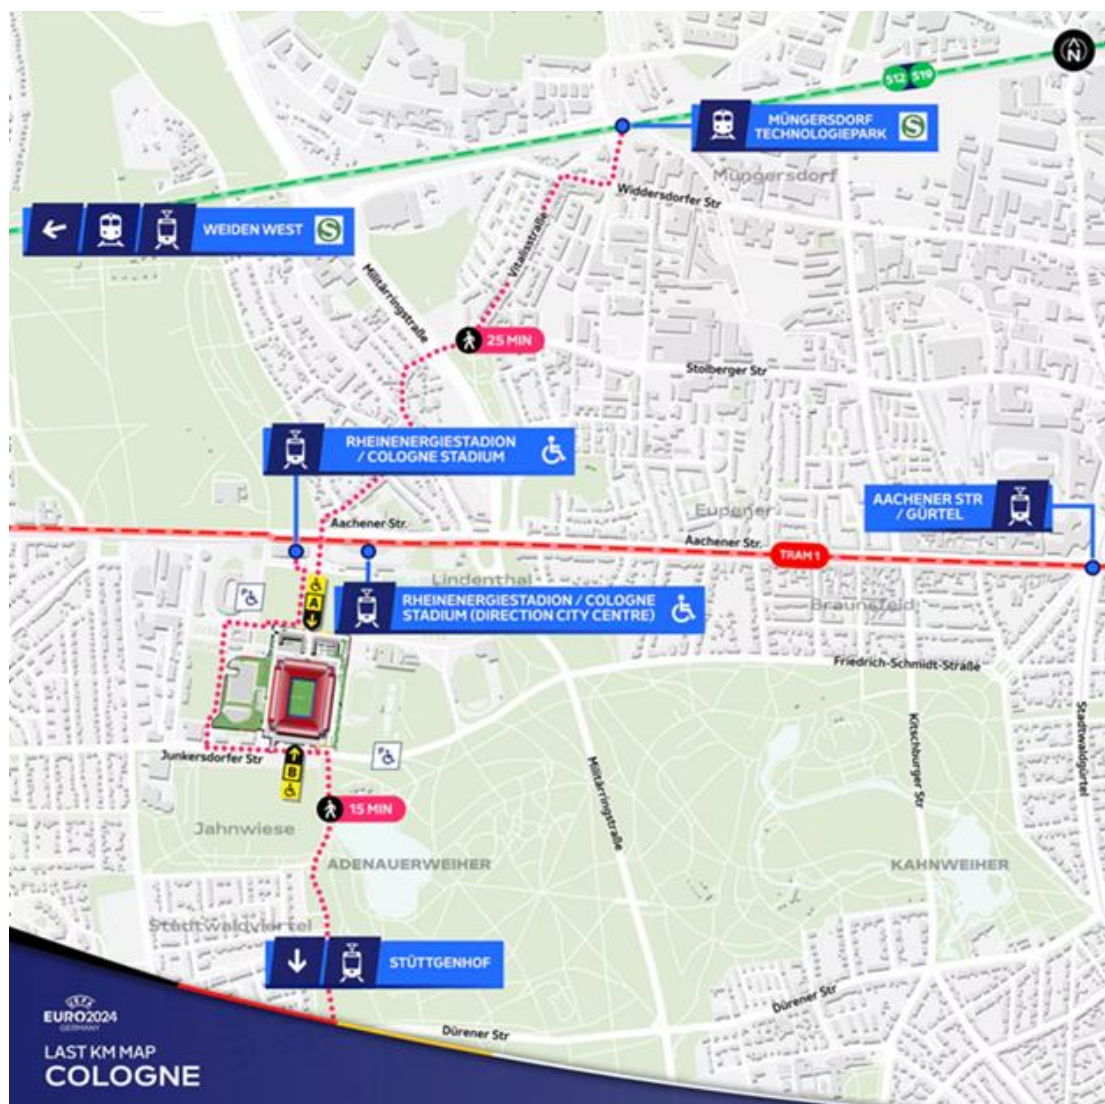 N
S12 S19
MÜNGERSDORF
TECHNOLOGIEPARK
S
Müngersdorf
Widdersdorfer Str
WEIDEN WEST
S
Vitalisstraße
Militärringstraße
25 MIN
Stolberger Str
RHEINENERGIESTADION
/ COLOGNE STADIUM
AACHENER STR
/ GÜRTEL
Eupener
Aachener Str.
Aachener Str.
TRAM 1
Lindenthal
P
A
RHEINENERGIESTADION / COLOGNE
STADIUM (DIRECTION CITY CENTRE)
Braunsfeld
Friedrich-Schmidt-Straße
Stadtwaldgürtel
Kitschburger Str
Junkersdorfer Str
P
B
Militärringstraße
15 MIN
Jahnwiese
ADENAUERWEIHER
KAHNWEIHER
Stadtwaldviertel
STÜTTGENHOF
Dürener Str
Dürener Str
UEFA
EURO2024
GERMANY
LAST KM MAP
COLOGNE